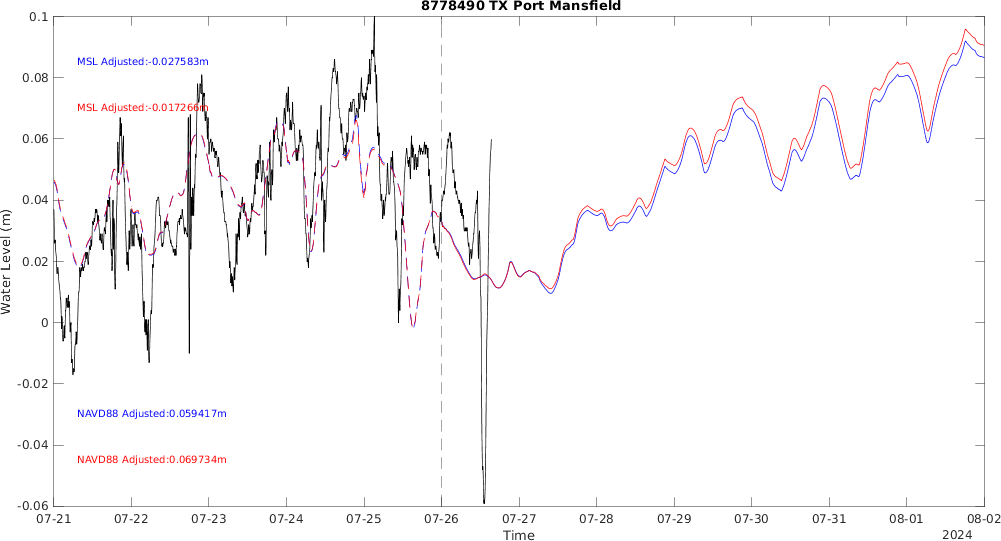 8778490 TX Port Mansfield
0.1
0.08
0.06
0.04
0.02
0
-0.02
-0.04
-0.06
Water Level (m)
MSL Adjusted:-0.027583m
MSL Adjusted:-0.017266m
NAVD88 Adjusted:0.059417m
NAVD88 Adjusted:0.069734m
07-21 07-22 07-23 07-24 07-25 07-26 07-27 07-28 07-29 07-30 07-31 08-01 08-02
Time
2024